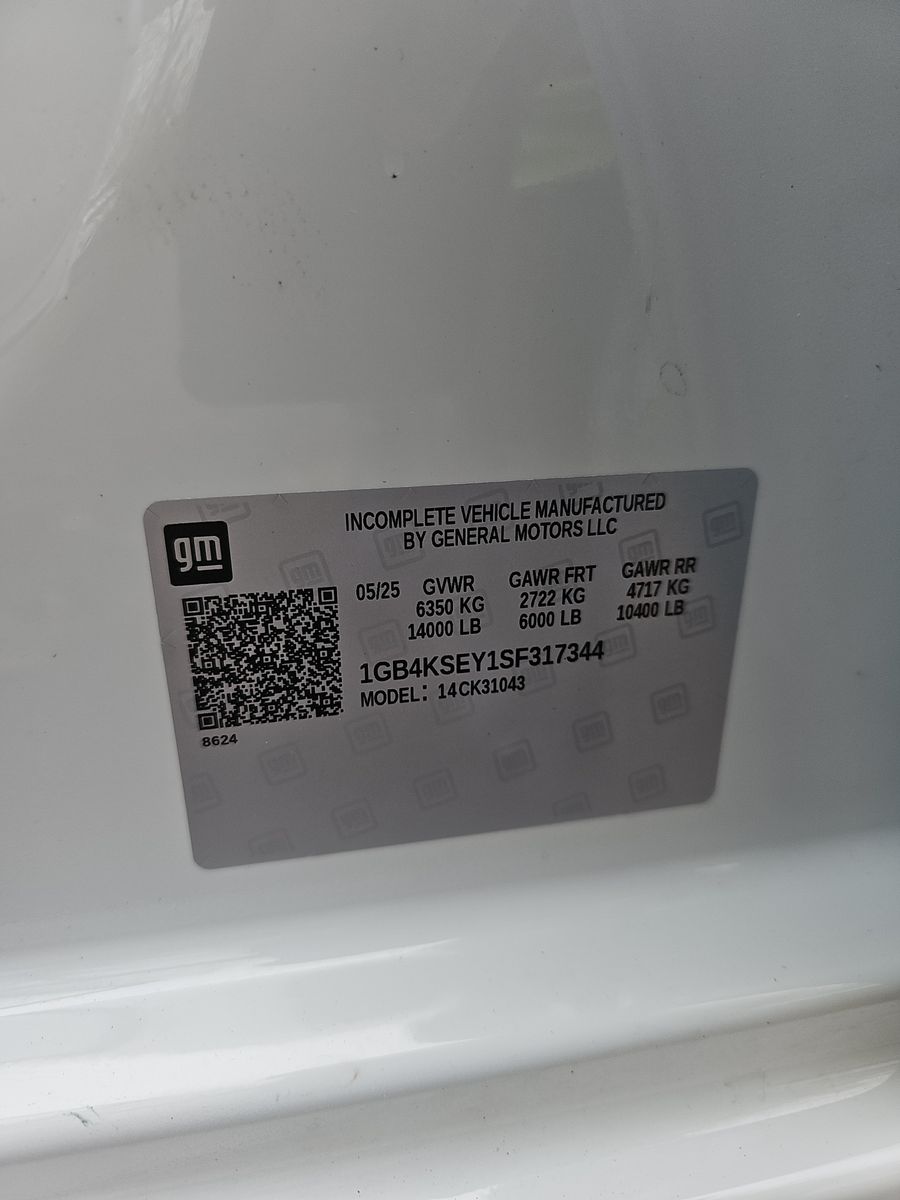 gm
INCOMPLETE VEHICLE MANUFACTURED
BY GENERAL MOTORS LLC
05/25 GVWR GAWR FRT GAWR RR
6350 KG 2722 KG 4717 KG
14000 LB 6000 LB 10400 LB
1GB4KSEY1SF317344
MODEL: 14CK31043
8624